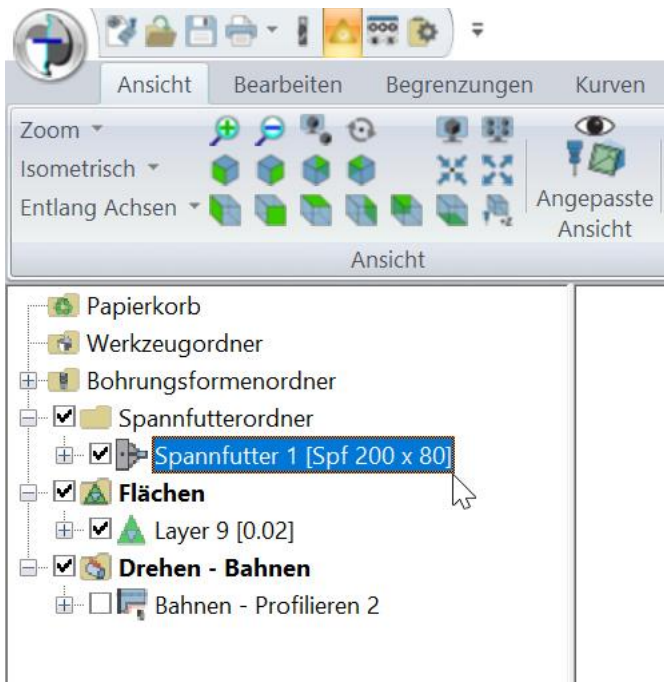 Ansicht Bearbeiten Begrenzungen Kurven
Zoom
Isometrisch
Entlang Achsen
Angepasste
Ansicht
Ansicht
Papierkorb
Werkzeugordner
Bohrungsformenordner
Spannfutterordner
Spannfutter 1 [Spf 200 x 80]
Flächen
Layer 9 [0.02]
Drehen - Bahnen
Bahnen - Profilieren 2